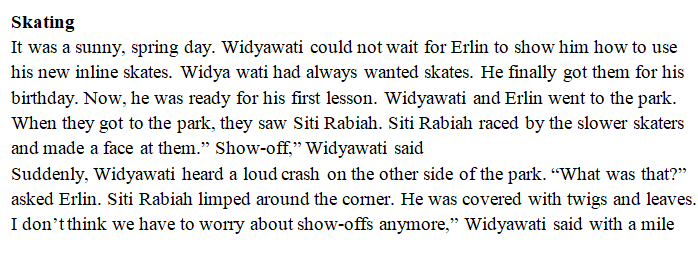 Skating
It was a sunny, spring day. Widyawati could not wait for Erlin to show him how to use
his new inline skates. Widya wati had always wanted skates. He finally got them for his
birthday. Now, he was ready for his first lesson. Widyawati and Erlin went to the park.
When they got to the park, they saw Siti Rabiah. Siti Rabiah raced by the slower skaters
and made a face at them.” Show-off,” Widyawati said
Suddenly, Widyawati heard a loud crash on the other side of the park. “What was that?”
asked Erlin. Siti Rabiah limped around the corner. He was covered with twigs and leaves.
I don’t think we have to worry about show-offs anymore,” Widyawati said with a mile